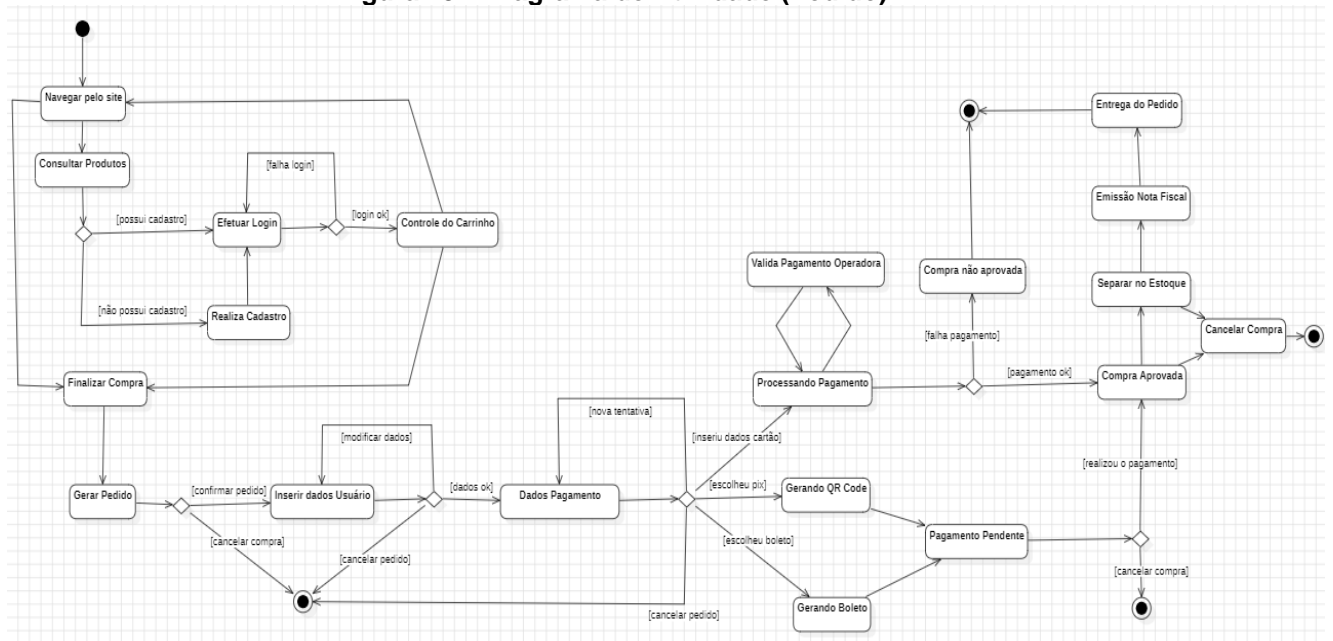 Navegar pelo site
Consultar Produtos
[possui cadastro]
[não possui cadastro]
[falha login]
Efetuar Login
[login ok]
Controle do Carrinho
Realiza Cadastro
Finalizar Compra
Gerar Pedido
[confirmar pedido]
[cancelar compra]
[modificar dados]
Inserir dados Usuário
[dados ok]
[cancelar pedido]
[nova tentativa]
Dados Pagamento
[inseriu dados cartão]
[escolheu pix]
[escolheu boleto]
[cancelar pedido]
Valida Pagamento Operadora
Processando Pagamento
Gerando QR Code
Gerando Boleto
Pagamento Pendente
Compra não aprovada
[falha pagamento]
[pagamento ok]
Entrega do Pedido
Emissão Nota Fiscal
Separar no Estoque
Cancelar Compra
Compra Aprovada
[realizou o pagamento]
[cancelar compra]